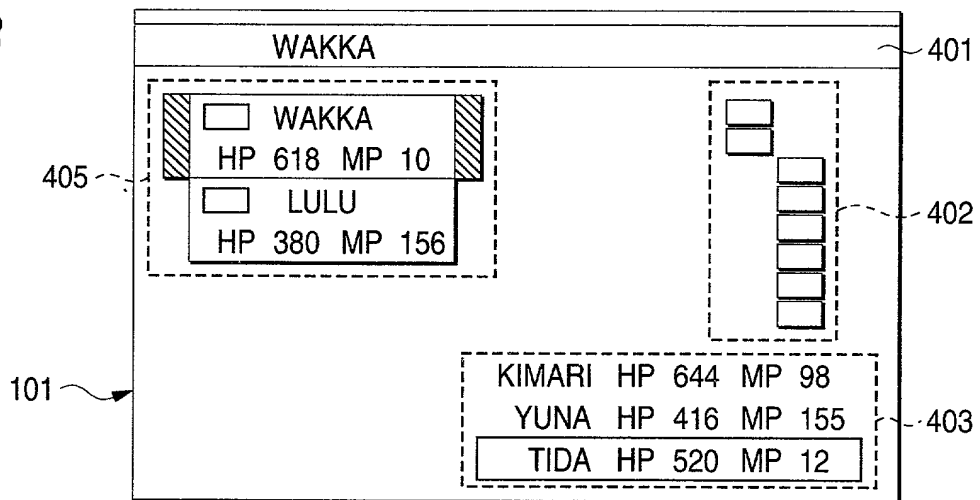 WAKKA
401
WAKKA
HP 618 MP 10
405
LULU
HP 380 MP 156
402
101
KIMARI HP 644 MP 98
YUNA HP 416 MP 155
403
TIDA HP 520 MP 12